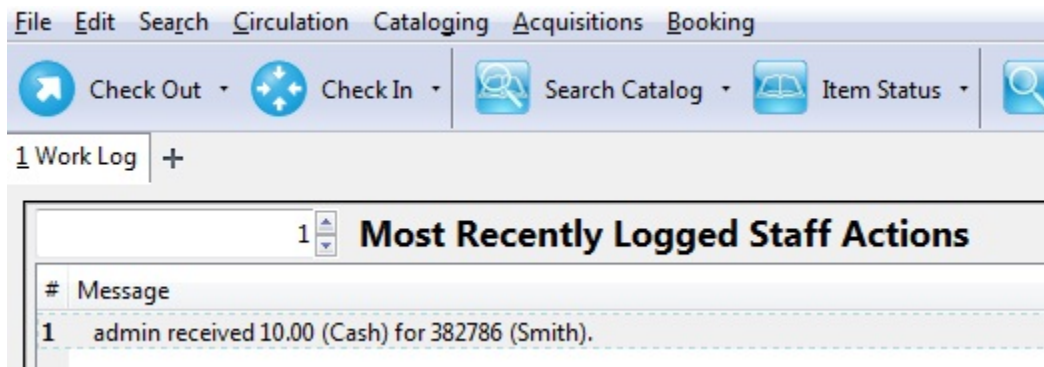 File Edit Search Circulation Cataloging Acquisitions Booking
Check Out Check In Search Catalog Item Status
1 Work Log +
1 Most Recently Logged Staff Actions
# Message
1 admin received 10.00 (Cash) for 382786 (Smith).